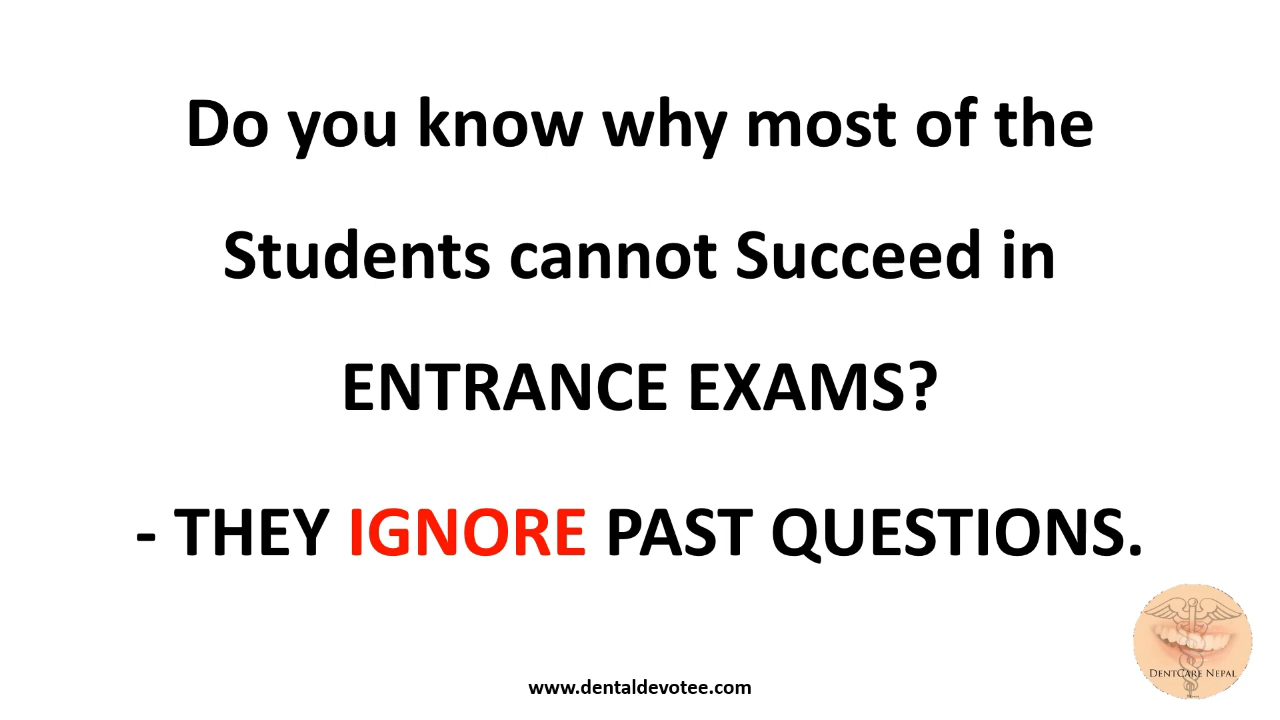 Do you know why most of the
Students cannot Succeed in
ENTRANCE EXAMS?
- THEY IGNORE PAST QUESTIONS.
DENTCARE NEPAL
www.dentaldevotee.com